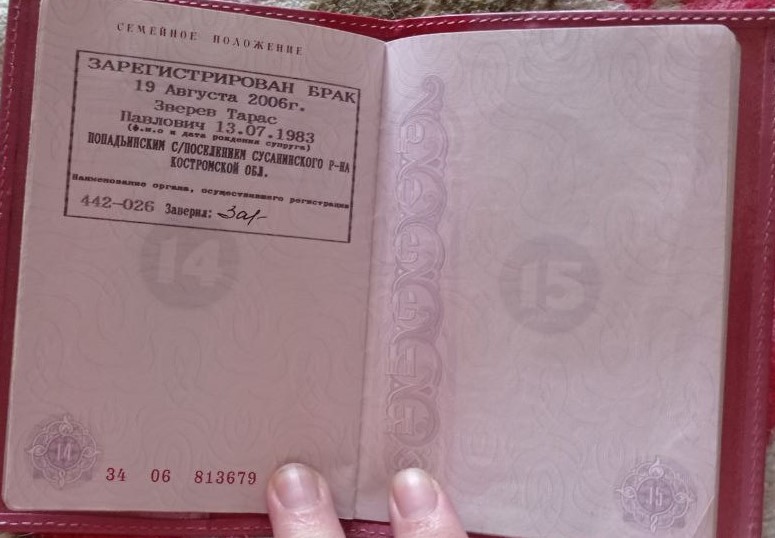 СЕМЕЙНОЕ ПОЛОЖЕНИЕ
ЗАРЕГИСТРИРОВАН БРАК
19 Августа 2006г.
Зверев Тарас
Павлович 13.07.1983
(ф.и.о и дата рождения супруга)
ПОПАДЬИНСКИМ С/ПОСЕЛЕНИЕМ СУСАНИНСКОГО Р-НА
КОСТРОМСКОЙ ОБЛ.
Наименование органа, осуществившего регистрацию
442-026 Заверил:
14
15
14
34 06 813679
15